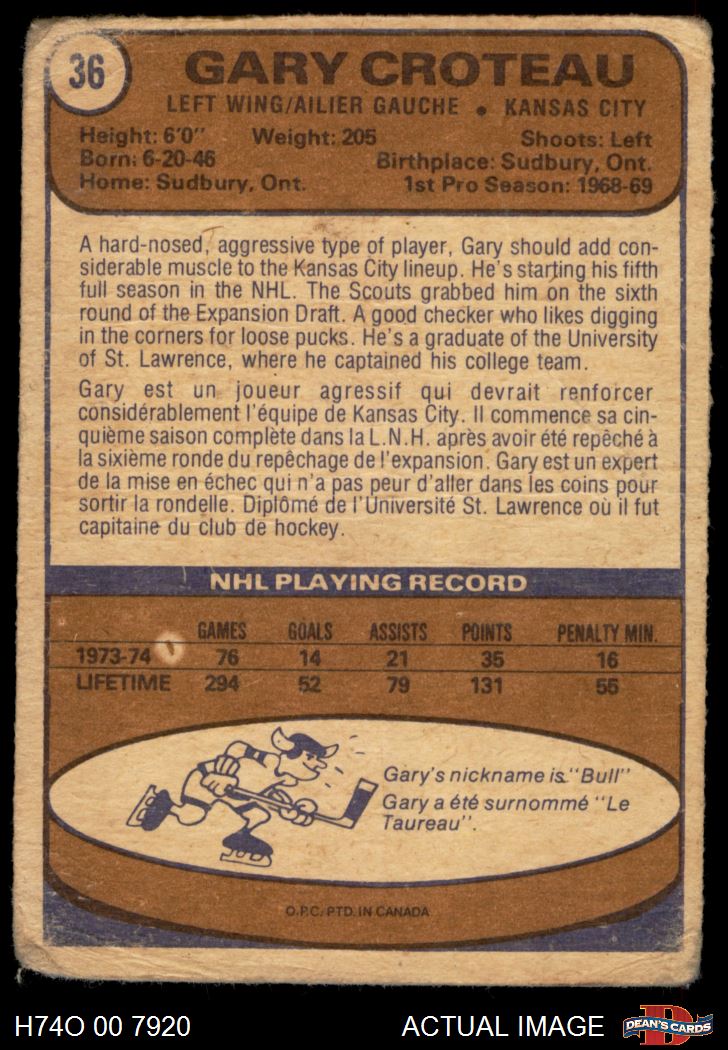 36
GARY CROTEAU
LEFT WING/AILIER GAUCHE • KANSAS CITY
Height: 6'0" Weight: 205 Shoots: Left
Born: 6-20-46 Birthplace: Sudbury, Ont.
Home: Sudbury, Ont. 1st Pro Season: 1968-69
A hard-nosed, aggressive type of player, Gary should add con-
siderable muscle to the Kansas City lineup. He's starting his fifth
full season in the NHL. The Scouts grabbed him on the sixth
round of the Expansion Draft. A good checker who likes digging
in the corners for loose pucks. He's a graduate of the University
of St. Lawrence, where he captained his college team.
Gary est un joueur agressif qui devrait renforcer
considérablement l'équipe de Kansas City. Il commence sa cin-
quième saison complète dans la L.N.H. après avoir été repêché à
la sixième ronde du repêchage de l'expansion. Gary est un expert
de la mise en échec qui n'a pas peur d'aller dans les coins pour
sortir la rondelle. Diplômé de l'Université St. Lawrence où il fut
capitaine du club de hockey.
NHL PLAYING RECORD
GAMES GOALS ASSISTS POINTS PENALTY MIN.
1973-74 76 14 21 35 16
LIFETIME 294 52 79 131 55
Gary's nickname is "Bull"
Gary a été surnommé "Le
Taureau".
O.P.C. PTD. IN CANADA
H74O 00 7920 ACTUAL IMAGE D DEAN'S CARDS